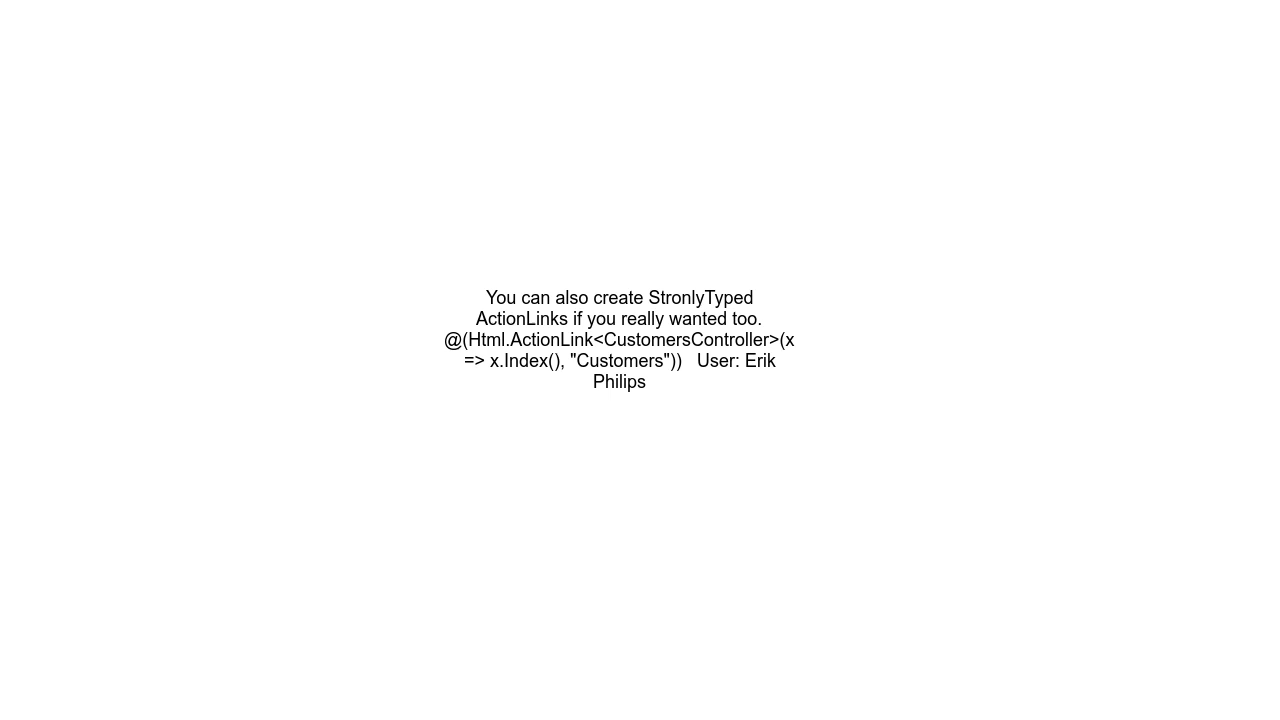 You can also create StronlyTyped
ActionLinks if you really wanted too.
@(Html.ActionLink<CustomersController>(x
=> x.Index(), "Customers"))   User: Erik
Philips